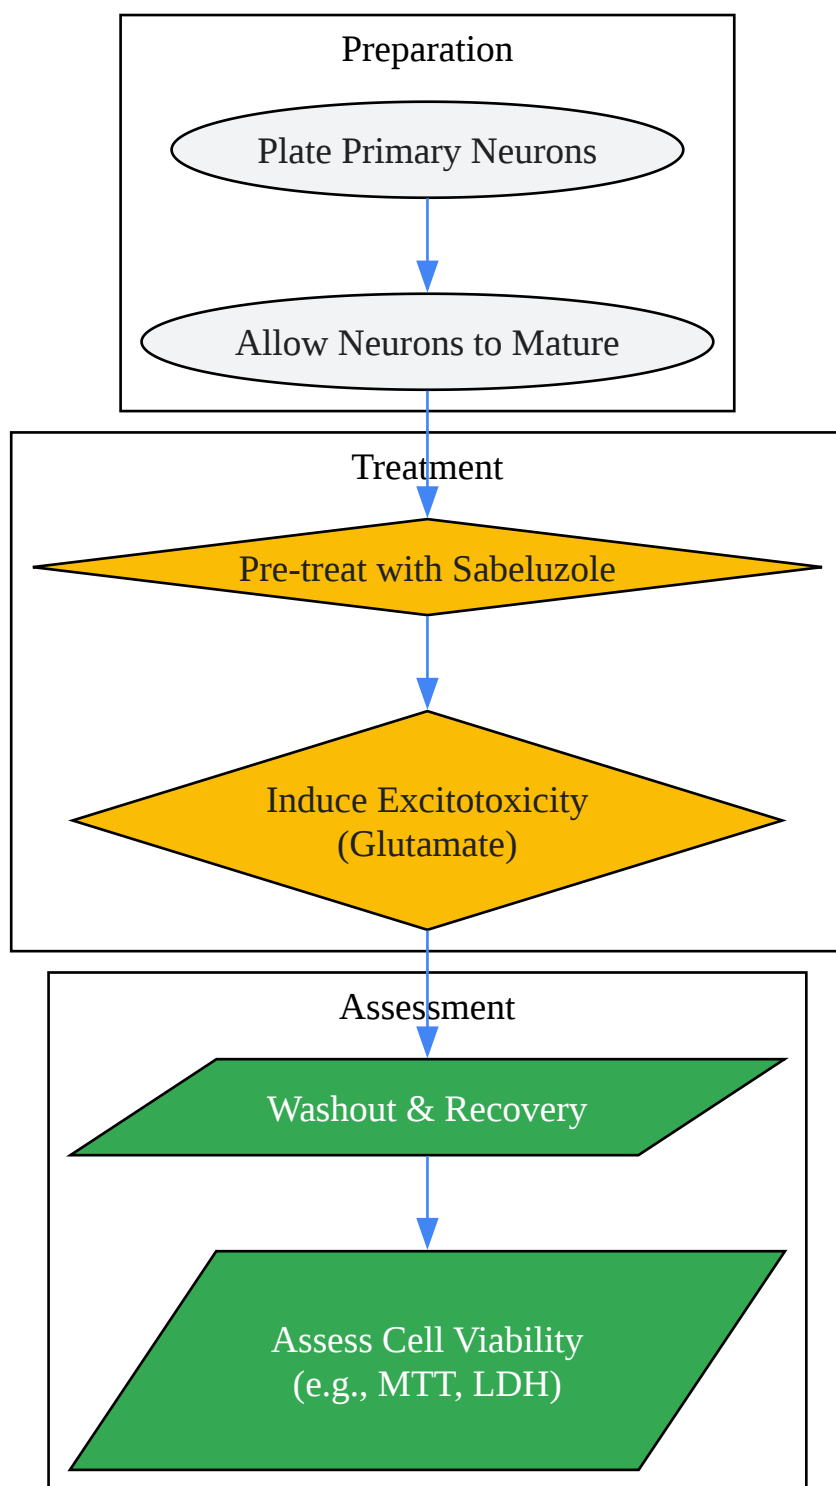 Preparation
Plate Primary Neurons
Allow Neurons to Mature
Treatment
Pre-treat with Sabeluzole
Induce Excitotoxicity
(Glutamate)
Assessment
Washout & Recovery
Assess Cell Viability
(e.g., MTT, LDH)